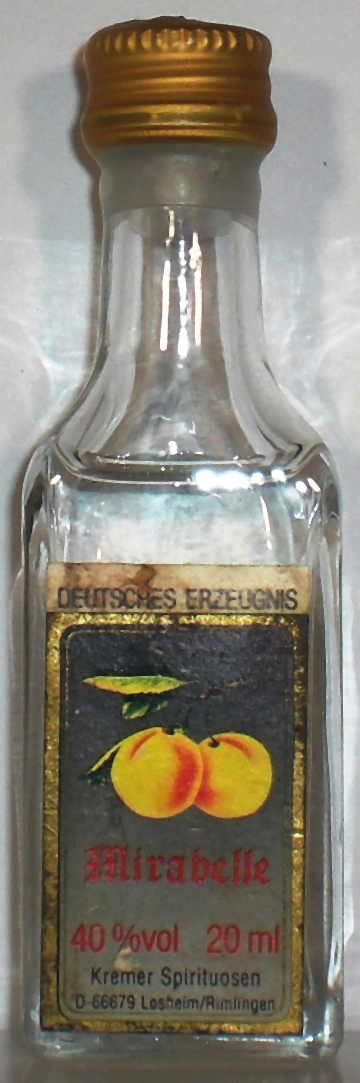 DEUTSCHES ERZEUGNIS
Mirabelle
40 %vol 20 ml
Kremer Spirituosen
D-66679 Losheim/Rimlingen